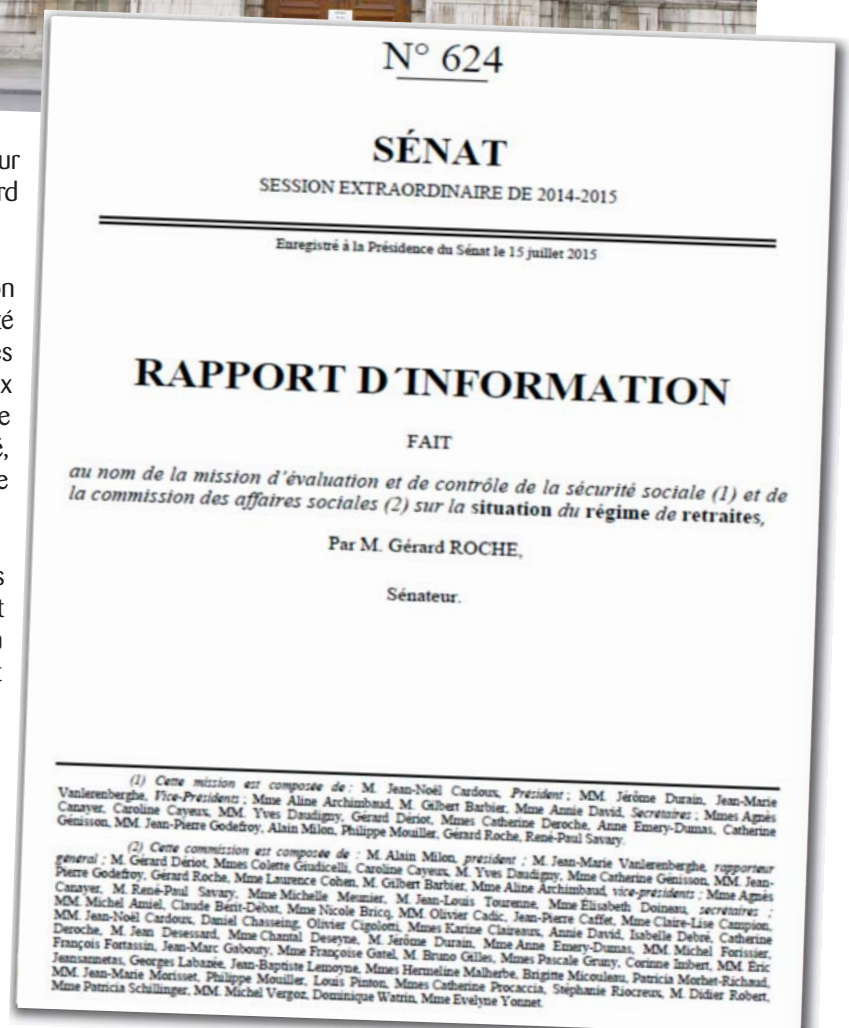 N° 624
SÉNAT
SESSION EXTRAORDINAIRE DE 2014-2015
Enregistré à la Présidence du Sénat le 15 juillet 2015
RAPPORT D´INFORMATION
FAIT
au nom de la mission d'évaluation et de contrôle de la sécurité sociale (1) et de
la commission des affaires sociales (2) sur la situation du régime de retraites,
Par M. Gérard ROCHE,
Sénateur.
(1) Cette mission est composée de : M. Jean-Noël Cardoux, Président ; MM. Jérôme Durain, Jean-Marie
Vanlerenberghe, Vice-Présidents ; Mme Aline Archimbaud, M. Gilbert Barbier, Mme Annie David, Secrétaires ; Mmes Agnès
Canayer, Caroline Cayeux, MM. Yves Daudigny, Gérard Dériot, Mmes Catherine Deroche, Anne Emery-Dumas, Catherine
Génisson, MM. Jean-Pierre Godefroy, Alain Milon, Philippe Mouiller, Gérard Roche, René-Paul Savary.
(2) Cette commission est composée de : M. Alain Milon, président ; M. Jean-Marie Vanlerenberghe, rapporteur
général ; M. Gérard Dériot, Mmes Colette Giudicelli, Caroline Cayeux, M. Yves Daudigny, Mme Catherine Génisson, MM. Jean-
Pierre Godefroy, Gérard Roche, Mme Laurence Cohen, M. Gilbert Barbier, Mme Aline Archimbaud, vice-présidents ; Mme Agnès
Canayer, M. René-Paul Savary, Mme Michelle Meunier, M. Jean-Louis Tourenne, Mme Élisabeth Doineau, secrétaires ;
MM. Michel Amiel, Claude Bérit-Débat, Mme Nicole Bricq, MM. Olivier Cadic, Jean-Pierre Caffet, Mme Claire-Lise Campion,
MM. Jean-Noël Cardoux, Daniel Chasseing, Olivier Cigolotti, Mmes Karine Claireaux, Annie David, Isabelle Debré, Catherine
Deroche, M. Jean Desessard, Mme Chantal Deseyne, M. Jérôme Durain, Mme Anne Emery-Dumas, MM. Michel Forissier,
François Fortassin, Jean-Marc Gabouty, Mme Françoise Gatel, M. Bruno Gilles, Mmes Pascale Gruny, Corinne Imbert, MM. Éric
Jeansannetas, Georges Labazée, Jean-Baptiste Lemoyne, Mmes Hermeline Malherbe, Brigitte Micouleau, Patricia Morhet-Richaud,
MM. Jean-Marie Morisset, Philippe Mouiller, Louis Pinton, Mmes Catherine Procaccia, Stéphanie Riocreux, M. Didier Robert,
Mme Patricia Schillinger, MM. Michel Vergoz, Dominique Watrin, Mme Evelyne Yonnet.